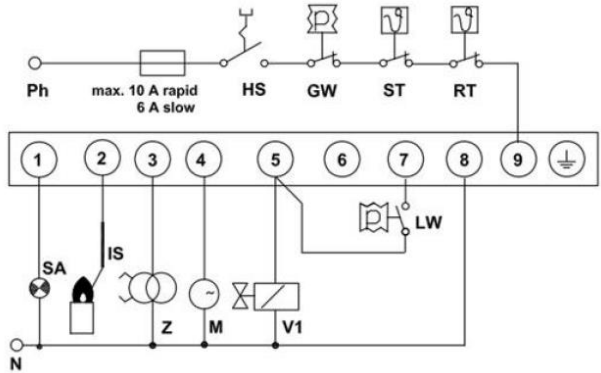 Ph
max. 10 A rapid
6 A slow
HS
GW
ST
RT
1 2 3 4 5 6 7 8 9
P
LW
SA
IS
Z
~
M
V1
N